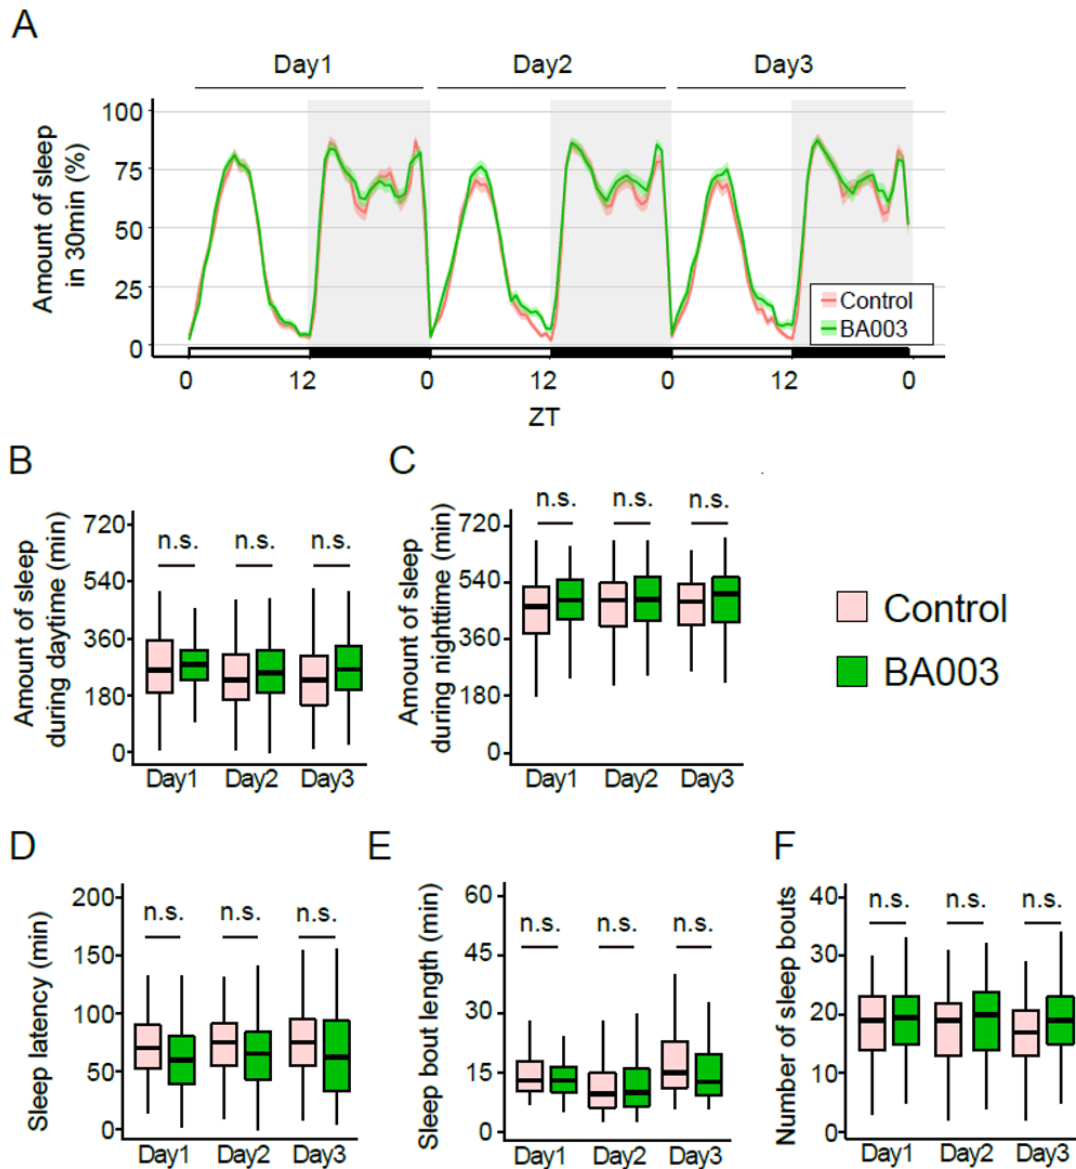 A
Day1 Day2 Day3
Amount of sleep
in 30min (%)
100
75
50
25
0
Control
BA003
0 12 0 12 0 12 0
ZT
B
Amount of sleep
during daytime (min)
720
540
360
180
0
n.s. n.s. n.s.
Day1 Day2 Day3
C
Amount of sleep
during nighttime (min)
720
540
360
180
0
n.s. n.s. n.s.
Day1 Day2 Day3
Control
BA003
D
Sleep latency (min)
200
150
100
50
0
n.s. n.s. n.s.
Day1 Day2 Day3
E
Sleep bout length (min)
60
45
30
15
0
n.s. n.s. n.s.
Day1 Day2 Day3
F
Number of sleep bouts
40
30
20
10
0
n.s. n.s. n.s.
Day1 Day2 Day3